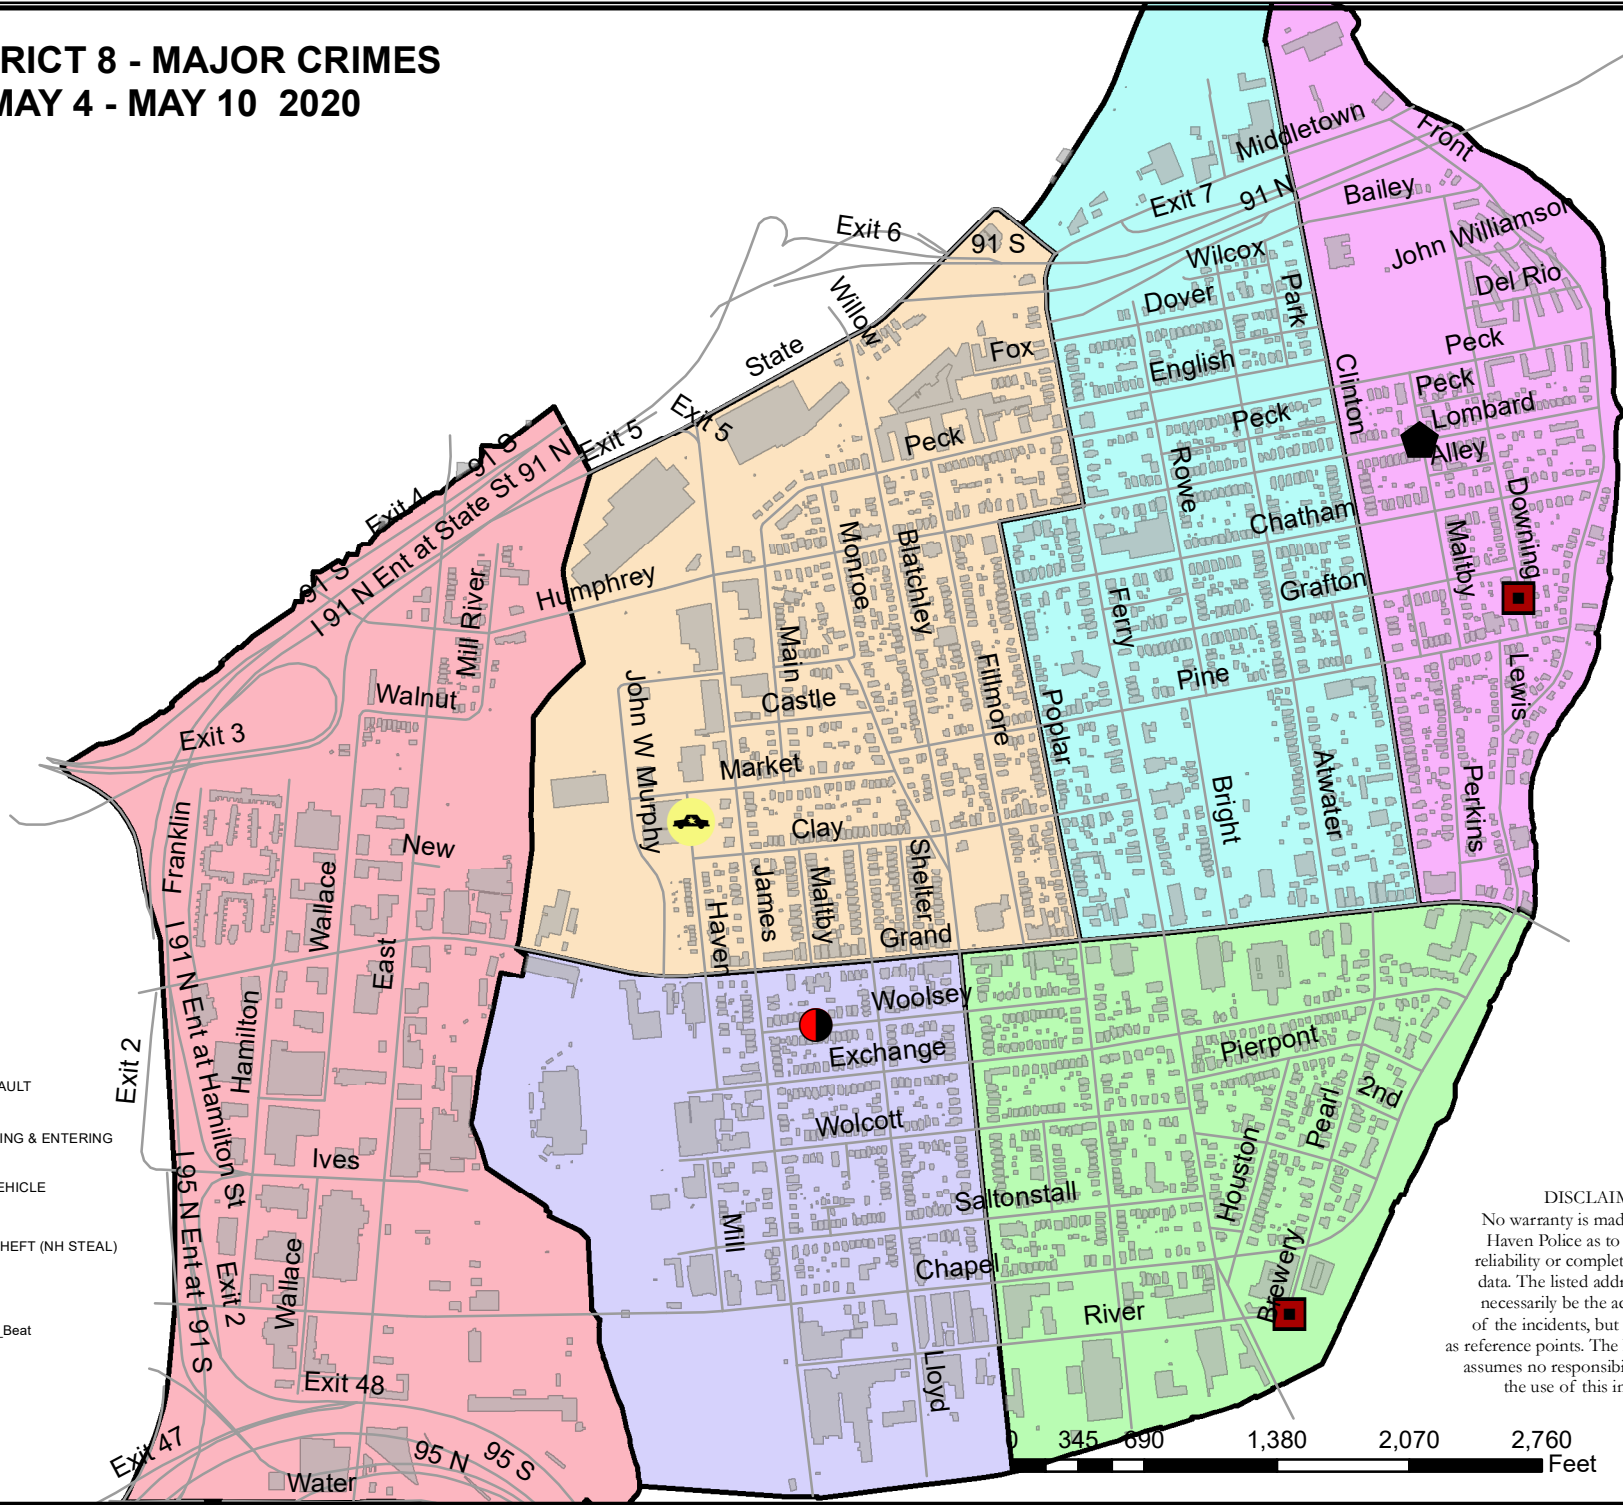 RICT 8 - MAJOR CRIMES
MAY 4 - MAY 10 2020
Middletown
Front
Exit 7
91 N
Bailey
Exit 6
91 S
John Williamson
Wilcox
Del Rio
Dover
Park
Willow
State
Fox
English
Clinton
Peck
Peck
Lombard
Alley
Peck
Exit 5
Exit 5
Peck
91 S
I 91 N Ent at State St 91 N
Exit 4
91 S
Rowe
Chatham
Downing
Maltby
Monroe
Blatchley
Humphrey
Mill River
Grafton
Ferry
Main
Fillmore
Pine
Lewis
Castle
Walnut
Exit 3
John W Murphy
Poplar
Market
Atwater
Bright
Perkins
Clay
Franklin
New
Wallace
Shelter
James
Maltby
Haven
Grand
East
I 91 N Ent at Hamilton St
Hamilton
Woolsey
Exchange
Pierpont
Exit 2
2nd
Pearl
Wolcott
Houston
Ives
I 95 N Ent at I 91 S
Saltonstall
Mill
Chapel
Exit 2
Wallace
Brewery
River
Lloyd
Exit 48
Exit 47
95 N
95 S
Water
AULT
ING & ENTERING
EHICLE
HEFT (NH STEAL)
_Beat
DISCLAIM
No warranty is mad
Haven Police as to
reliability or complet
data. The listed addr
necessarily be the ac
of the incidents, but
as reference points. The
assumes no responsibi
the use of this in
0 345 690 1,380 2,070 2,760
Feet